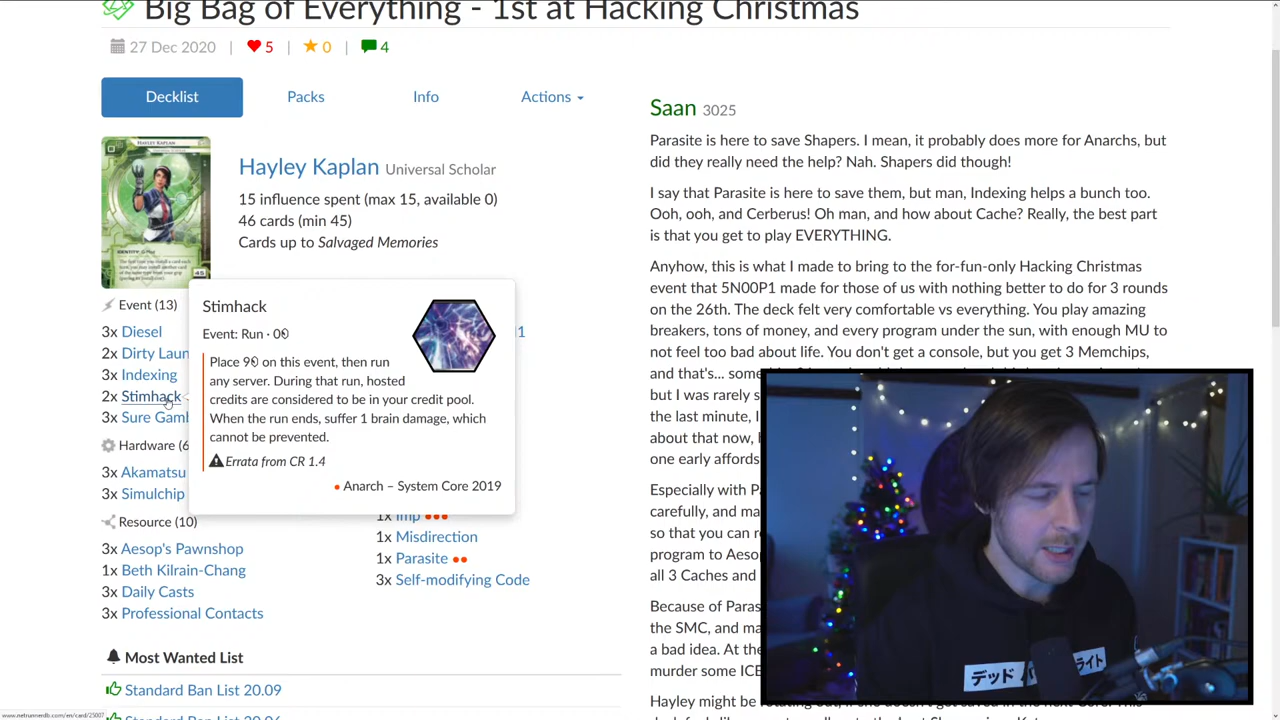 Big Bag of Everything - 1st at Hacking Christmas
27 Dec 2020 | 5 | 0 | 4
Decklist
Packs
Info
Actions
Hayley Kaplan Universal Scholar
15 influence spent (max 15, available 0)
46 cards (min 45)
Cards up to Salvaged Memories
HAYLEY KAPLAN
Event (13)
3x Diesel
2x Dirty Laun
3x Indexing
2x Stimhack
3x Sure Gamb
Hardware (6
3x Akamatsu
3x Simulchip
Resource (10)
3x Aesop's Pawnshop
1x Beth Kilrain-Chang
3x Daily Casts
3x Professional Contacts
Stimhack
Event: Run · 0
Place 9 on this event, then run
any server. During that run, hosted
credits are considered to be in your credit pool.
When the run ends, suffer 1 brain damage, which
cannot be prevented.
Errata from CR 1.4
Anarch – System Core 2019
1x Imp
1x Misdirection
1x Parasite
3x Self-modifying Code
Most Wanted List
Standard Ban List 20.09
www.netrunnerdb.com/en/card/25007
Saan 3025
Parasite is here to save Shapers. I mean, it probably does more for Anarchs, but
did they really need the help? Nah. Shapers did though!
I say that Parasite is here to save them, but man, Indexing helps a bunch too.
Ooh, ooh, and Cerberus! Oh man, and how about Cache? Really, the best part
is that you get to play EVERYTHING.
Anyhow, this is what I made to bring to the for-fun-only Hacking Christmas
event that 5N00P1 made for those of us with nothing better to do for 3 rounds
on the 26th. The deck felt very comfortable vs everything. You play amazing
breakers, tons of money, and every program under the sun, with enough MU to
not feel too bad about life. You don't get a console, but you get 3 Memchips,
and that's...
but I was rarely s
the last minute, I
about that now,
one early affords
Especially with P
carefully, and ma
so that you can r
program to Aeso
all 3 Caches and
Because of Paras
the SMC, and ma
a bad idea. At the
murder some ICE
Hayley might be
デッド
ライト